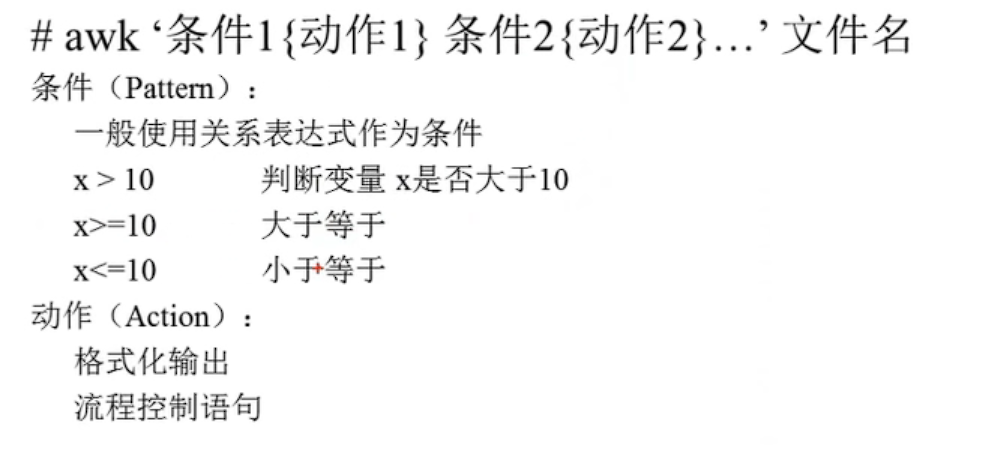 # awk ‘条件1{动作1} 条件2{动作2}…’ 文件名
条件（Pattern）：
一般使用关系表达式作为条件
x > 10 判断变量 x是否大于10
x>=10 大于等于
x<=10 小于等于
动作（Action）：
格式化输出
流程控制语句